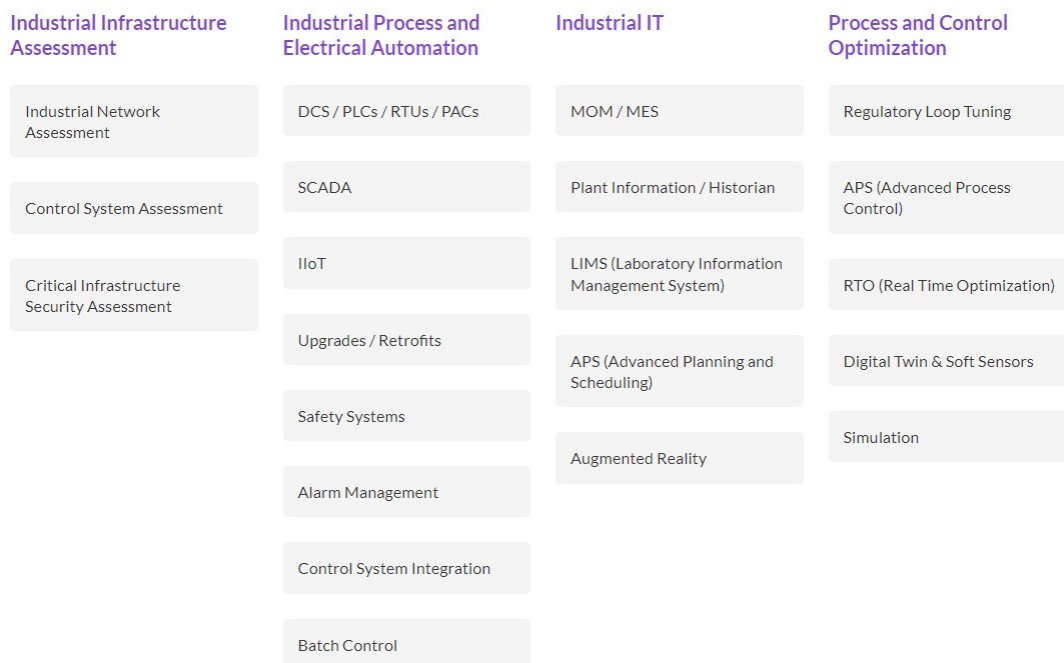 Industrial Infrastructure
Assessment
Industrial Network
Assessment
Control System Assessment
Critical Infrastructure
Security Assessment
Industrial Process and
Electrical Automation
DCS / PLCs / RTUs / PACs
SCADA
IIoT
Upgrades / Retrofits
Safety Systems
Alarm Management
Control System Integration
Batch Control
Industrial IT
MOM / MES
Plant Information / Historian
LIMS (Laboratory Information
Management System)
APS (Advanced Planning and
Scheduling)
Augmented Reality
Process and Control
Optimization
Regulatory Loop Tuning
APS (Advanced Process
Control)
RTO (Real Time Optimization)
Digital Twin & Soft Sensors
Simulation